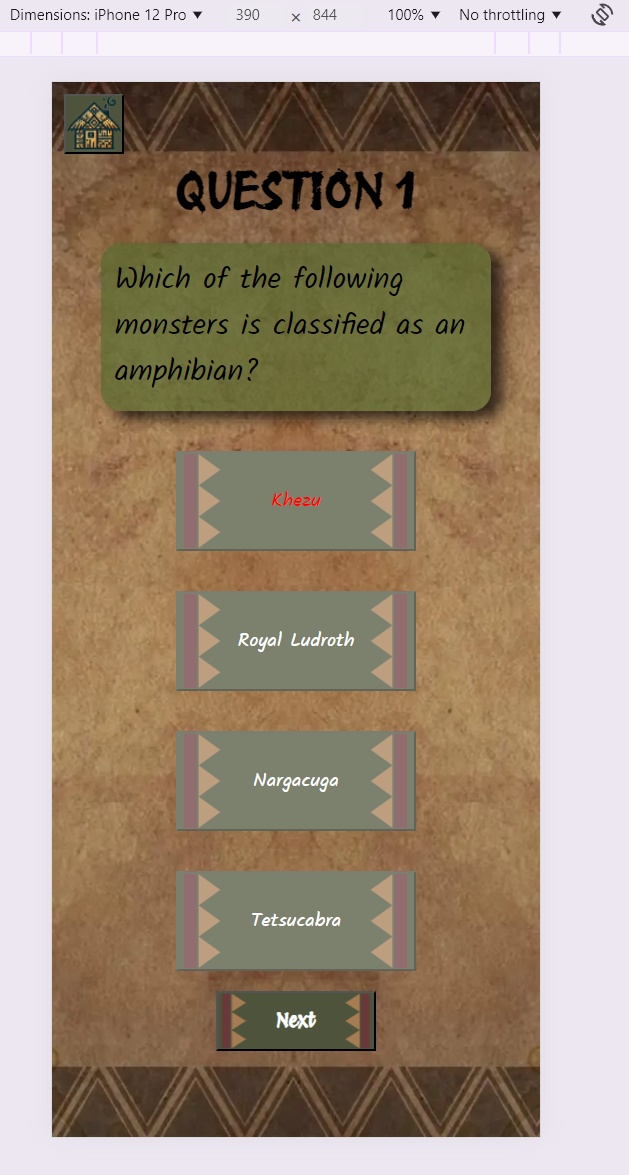 Dimensions: iPhone 12 Pro ▼ 390 × 844 100% ▼ No throttling ▼
QUESTION 1
Which of the following
monsters is classified as an
amphibian?
Khezu
Royal Ludroth
Nargacuga
Tetsucabra
Next